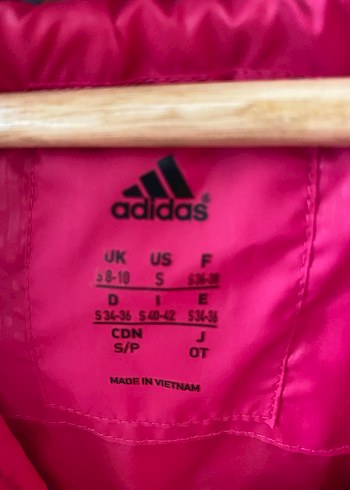 adidas
UK US F
S 8-10 S S 36-38
D I E
S 34-36 S 40-42 S 34-36
CDN J
S/P OT
MADE IN VIETNAM